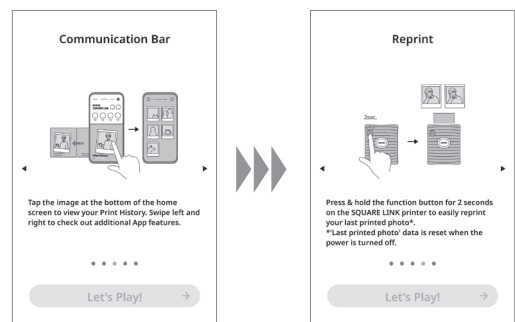 Communication Bar
Tap the image at the bottom of the home
screen to view your Print History. Swipe left and
right to check out additional App features.
Let's Play!
Reprint
2sec.
Press & hold the function button for 2 seconds
on the SQUARE LINK printer to easily reprint
your last printed photo*.
*'Last printed photo' data is reset when the
power is turned off.
Let's Play!